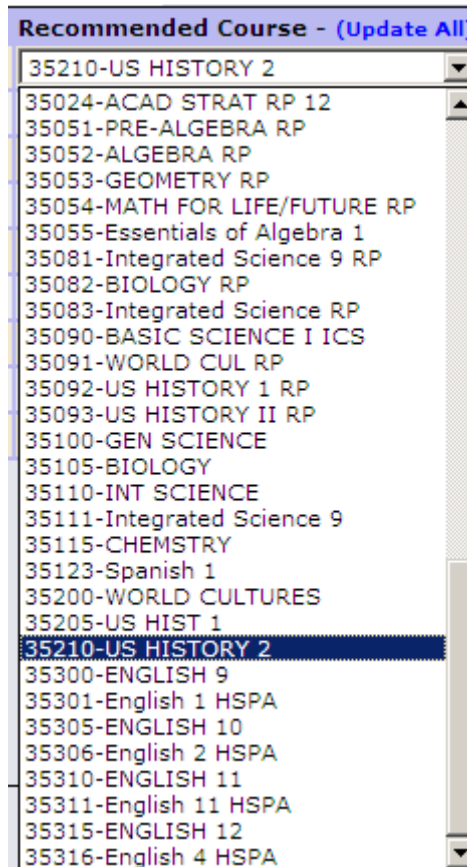 Recommended Course - (Update All)
35210-US HISTORY 2
35024-ACAD STRAT RP 12
35051-PRE-ALGEBRA RP
35052-ALGEBRA RP
35053-GEOMETRY RP
35054-MATH FOR LIFE/FUTURE RP
35055-Essentials of Algebra 1
35081-Integrated Science 9 RP
35082-BIOLOGY RP
35083-Integrated Science RP
35090-BASIC SCIENCE I ICS
35091-WORLD CUL RP
35092-US HISTORY 1 RP
35093-US HISTORY II RP
35100-GEN SCIENCE
35105-BIOLOGY
35110-INT SCIENCE
35111-Integrated Science 9
35115-CHEMSTRY
35123-Spanish 1
35200-WORLD CULTURES
35205-US HIST 1
35210-US HISTORY 2
35300-ENGLISH 9
35301-English 1 HSPA
35305-ENGLISH 10
35306-English 2 HSPA
35310-ENGLISH 11
35311-English 11 HSPA
35315-ENGLISH 12
35316-English 4 HSPA